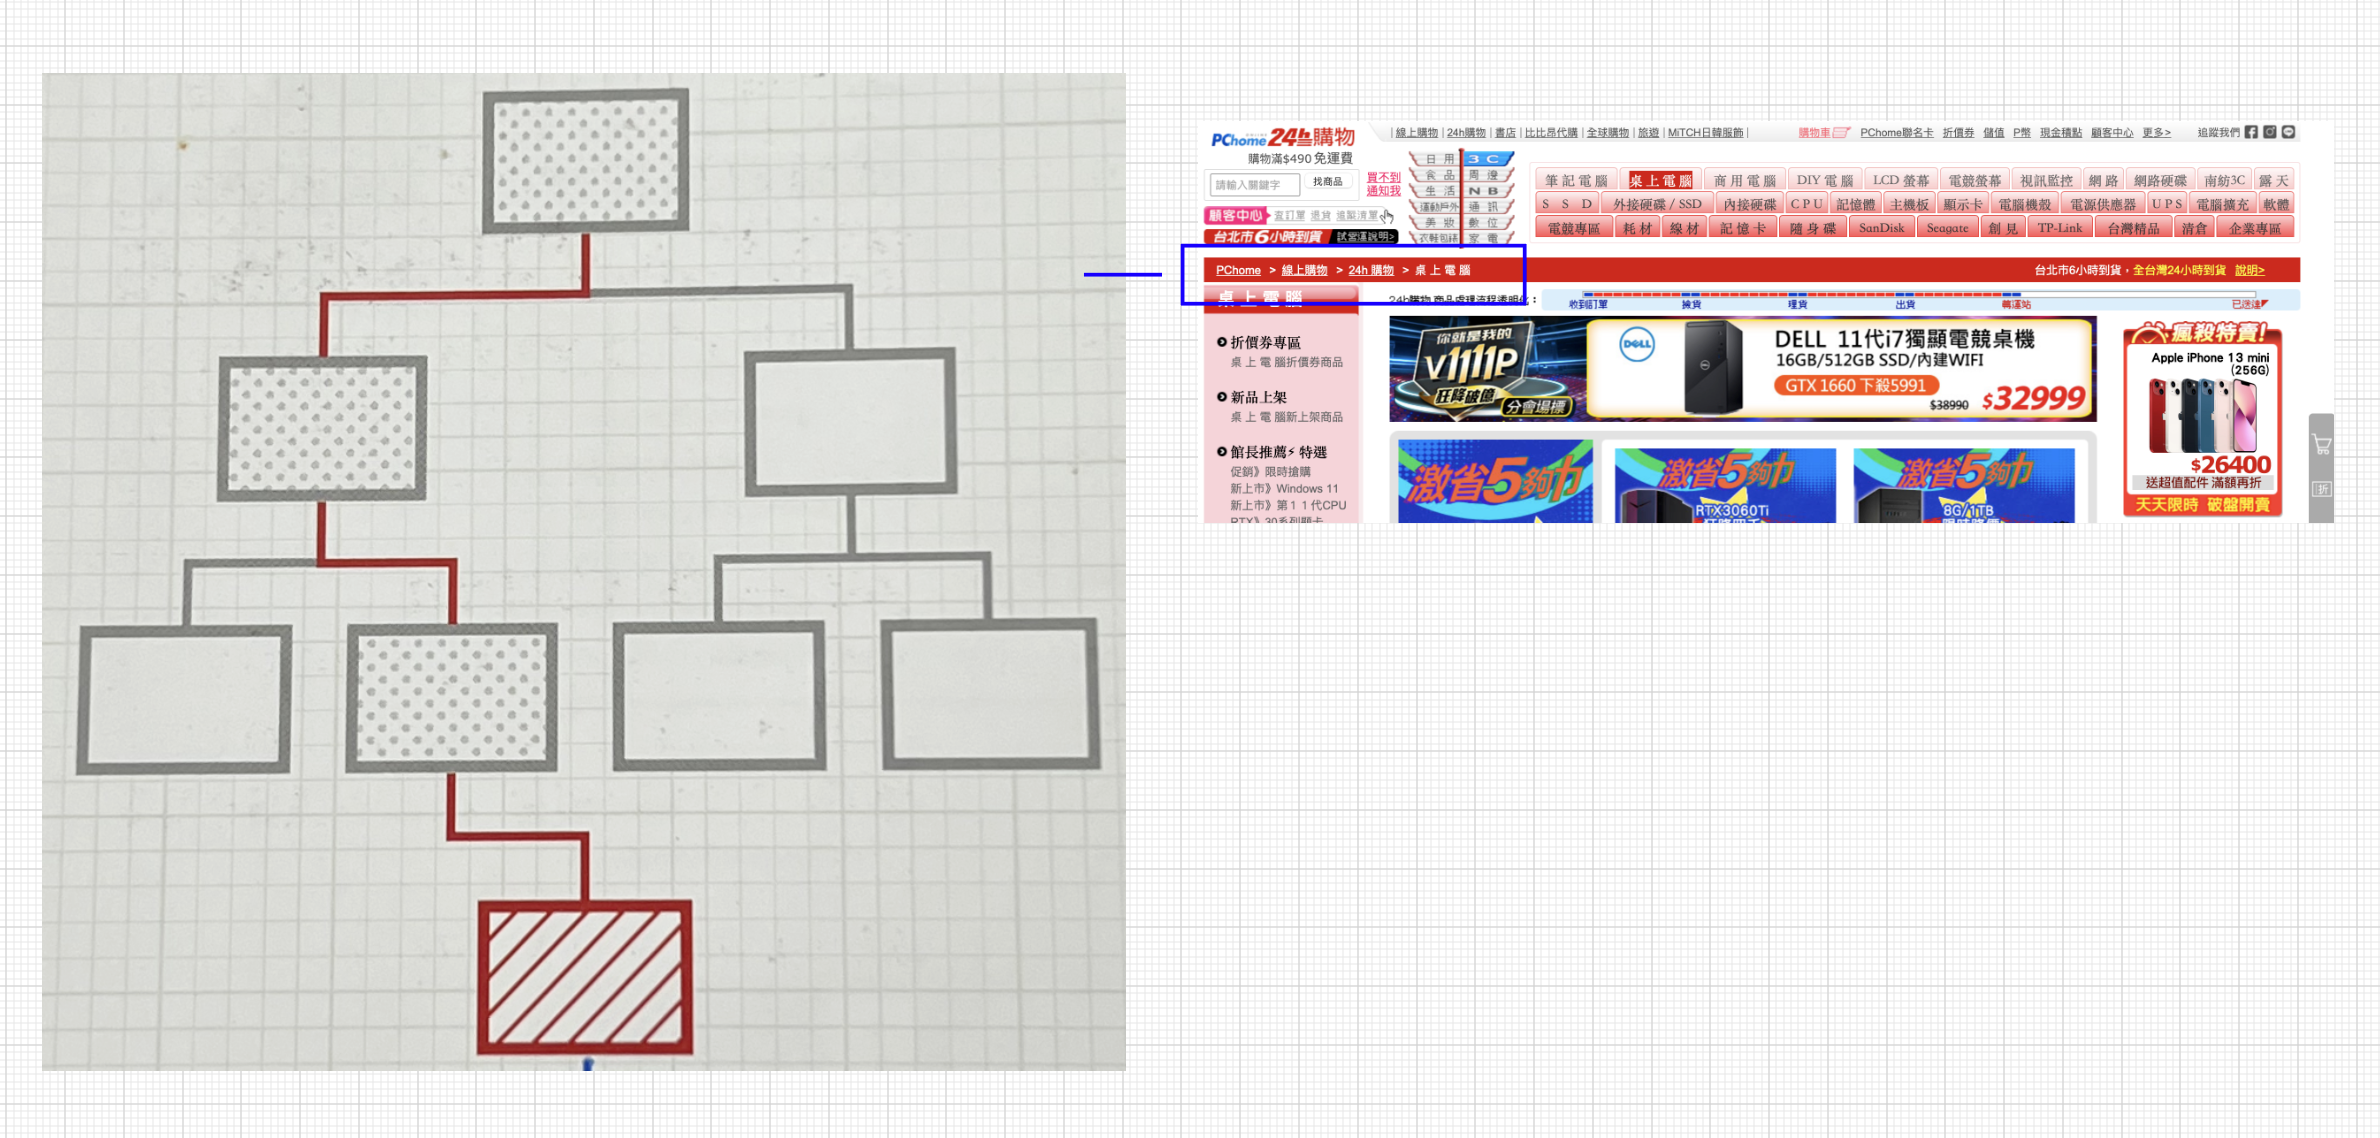 PChome 24h購物
購物滿$490 免運費
請輸入關鍵字
找商品
買不到
通知我
顧客中心 查訂單 退貨 追蹤清單
台北市6小時到貨 試營運說明>
| 線上購物 | 24h購物 | 書店 | 比比昂代購 | 全球購物 | 旅遊 | MiTCH日韓服飾 |
購物車 PChome聯名卡 折價券 儲值 P幣 現金積點 顧客中心 更多> 追蹤我們
日用 3C
食品 周邊
生活 NB
運動戶外 通訊
美妝 數位
衣鞋包錶 家電
筆記電腦 桌上電腦 商用電腦 DIY電腦 LCD螢幕 電競螢幕 視訊監控 網路 網路硬碟 南紡3C 露天
SSD 外接硬碟/SSD 內接硬碟 CPU 記憶體 主機板 顯示卡 電腦機殼 電源供應器 UPS 電腦擴充 軟體
電競專區 耗材 線材 記憶卡 隨身碟 SanDisk Seagate 創見 TP-Link 台灣精品 清倉 企業專區
PChome > 線上購物 > 24h 購物 > 桌上電腦
台北市6小時到貨，全台灣24小時到貨 說明>
桌上電腦
24h購物 商品處理流程透明化：
收到訂單 揀貨 理貨 出貨 轉運站 已送達
折價券專區
桌上電腦折價券商品
新品上架
桌上電腦新上架商品
館長推薦⚡特選
促銷》限時搶購
新上市》Windows 11
新上市》第11代CPU
RTX》30系列顯卡
你就是我的
V1111P
狂降破億
分會場標
DELL
DELL 11代i7獨顯電競桌機
16GB/512GB SSD/內建WIFI
GTX 1660 下殺5991
$38990 $32999
激省5夠力
激省5夠力
RTX3060Ti
激省5夠力
8G/1TB
瘋殺特賣!
Apple iPhone 13 mini
(256G)
$26400
送超值配件 滿額再折
天天限時 破盤開賣
折